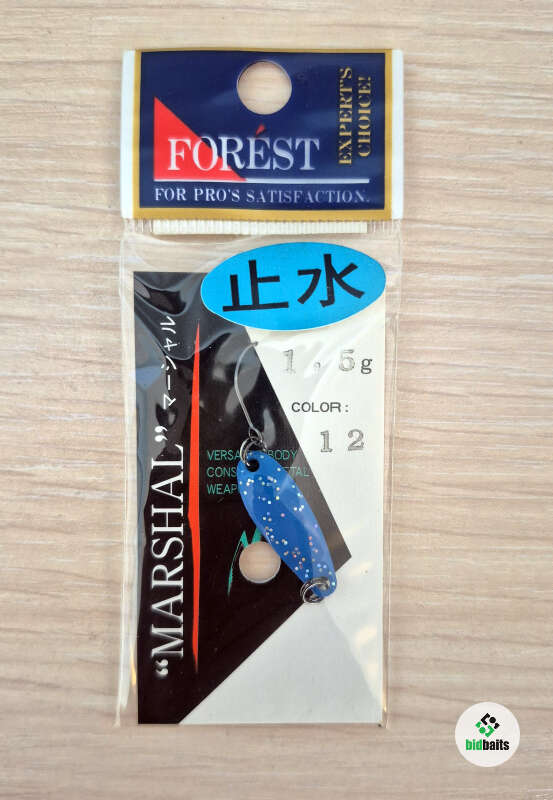 FORÉST
EXPERT'S
CHOICE!
FOR PRO'S SATISFACTION.
止水
1.5g
COLOR:
12
"MARSHAL" マーシャル
BODY
bidbaits